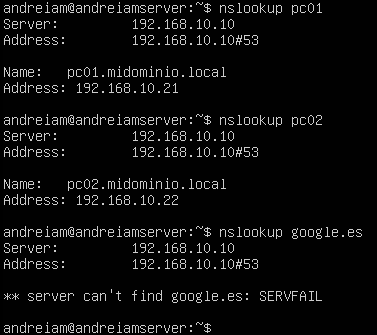 andreiam@andreiamserver:~$ nslookup pc01
Server:         192.168.10.10
Address:        192.168.10.10#53

Name:   pc01.midominio.local
Address: 192.168.10.21

andreiam@andreiamserver:~$ nslookup pc02
Server:         192.168.10.10
Address:        192.168.10.10#53

Name:   pc02.midominio.local
Address: 192.168.10.22

andreiam@andreiamserver:~$ nslookup google.es
Server:         192.168.10.10
Address:        192.168.10.10#53

** server can't find google.es: SERVFAIL

andreiam@andreiamserver:~$